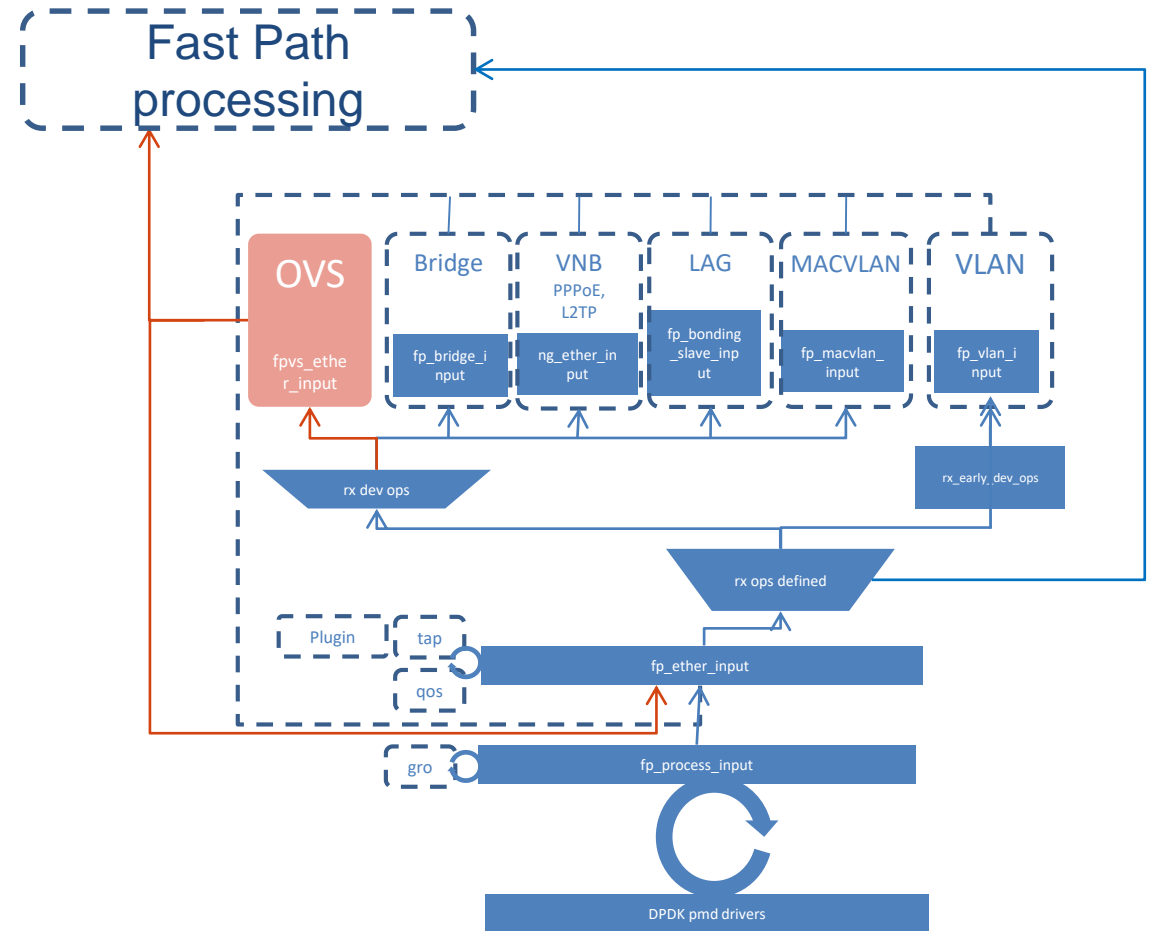 Fast Path
processing
OVS
fpvs_ethe
r_input
Bridge
fp_bridge_i
nput
VNB
PPPoE,
L2TP
ng_ether_in
put
LAG
fp_bonding
_slave_inp
ut
MACVLAN
fp_macvlan_
input
VLAN
fp_vlan_i
nput
rx dev ops
rx_early_dev_ops
rx ops defined
Plugin
tap
qos
fp_ether_input
gro
fp_process_input
DPDK pmd drivers